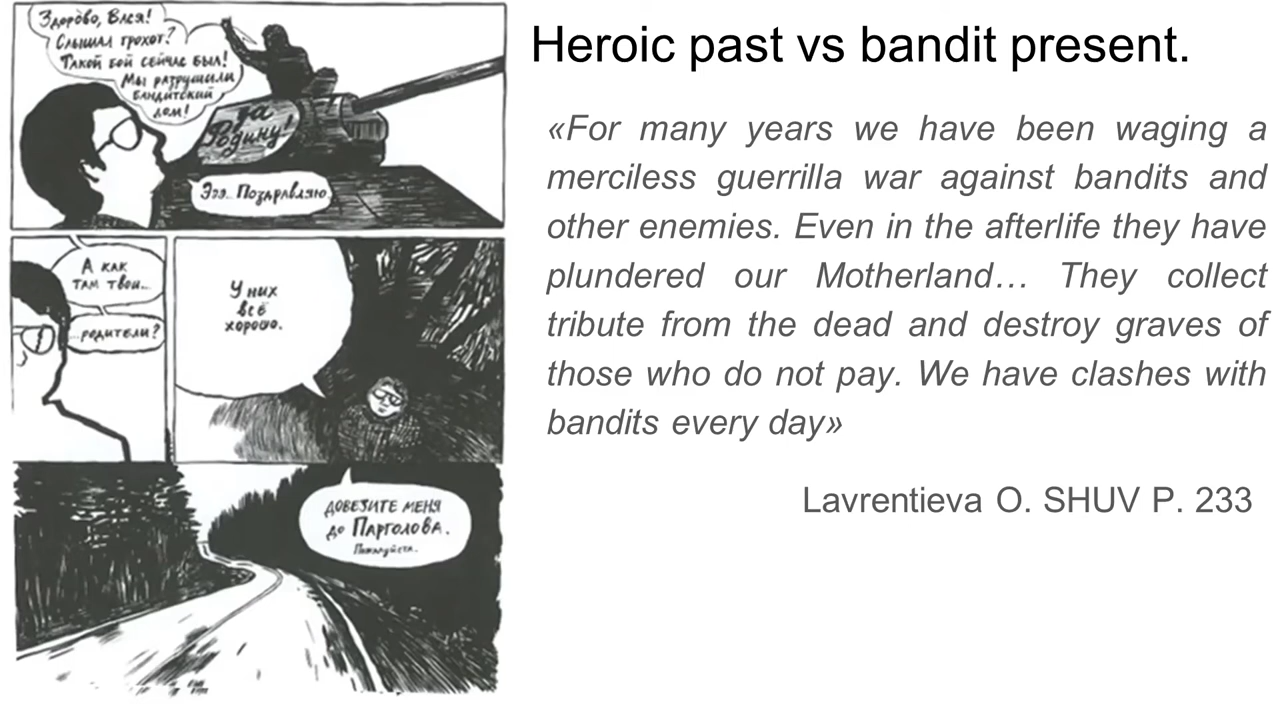 Здорово, Влся!
Слышал грохот?
Такой бой сейчас был!
Мы разрушили
бандитский
дом!
За
Родину!
Эээ.. Поздравляю.
А как
там твои...
...родители?
У них
всё
хорошо.
Довезите меня
до Парголова.
Пожалуйста.
Heroic past vs bandit present.
«For many years we have been waging a
merciless guerrilla war against bandits and
other enemies. Even in the afterlife they have
plundered our Motherland… They collect
tribute from the dead and destroy graves of
those who do not pay. We have clashes with
bandits every day»
Lavrentieva O. SHUV P. 233